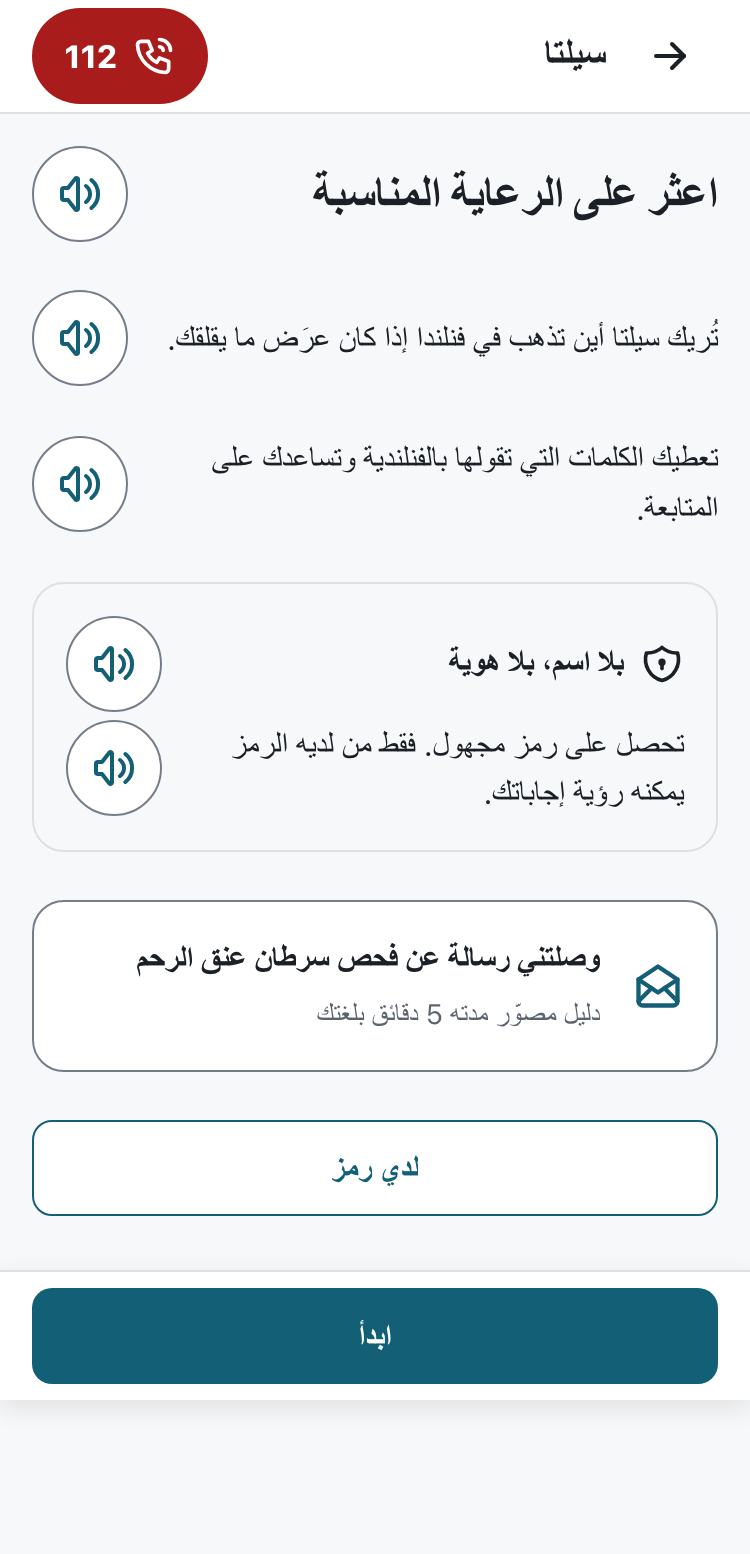 سيلتا
112
اعثر على الرعاية المناسبة
تُريك سيلتا أين تذهب في فنلندا إذا كان عرَض ما يقلقك.
تعطيك الكلمات التي تقولها بالفنلندية وتساعدك على
المتابعة.
بلا اسم، بلا هوية
تحصل على رمز مجهول. فقط من لديه الرمز
يمكنه رؤية إجاباتك.
وصلتني رسالة عن فحص سرطان عنق الرحم
دليل مصوّر مدته 5 دقائق بلغتك
لدي رمز
ابدأ